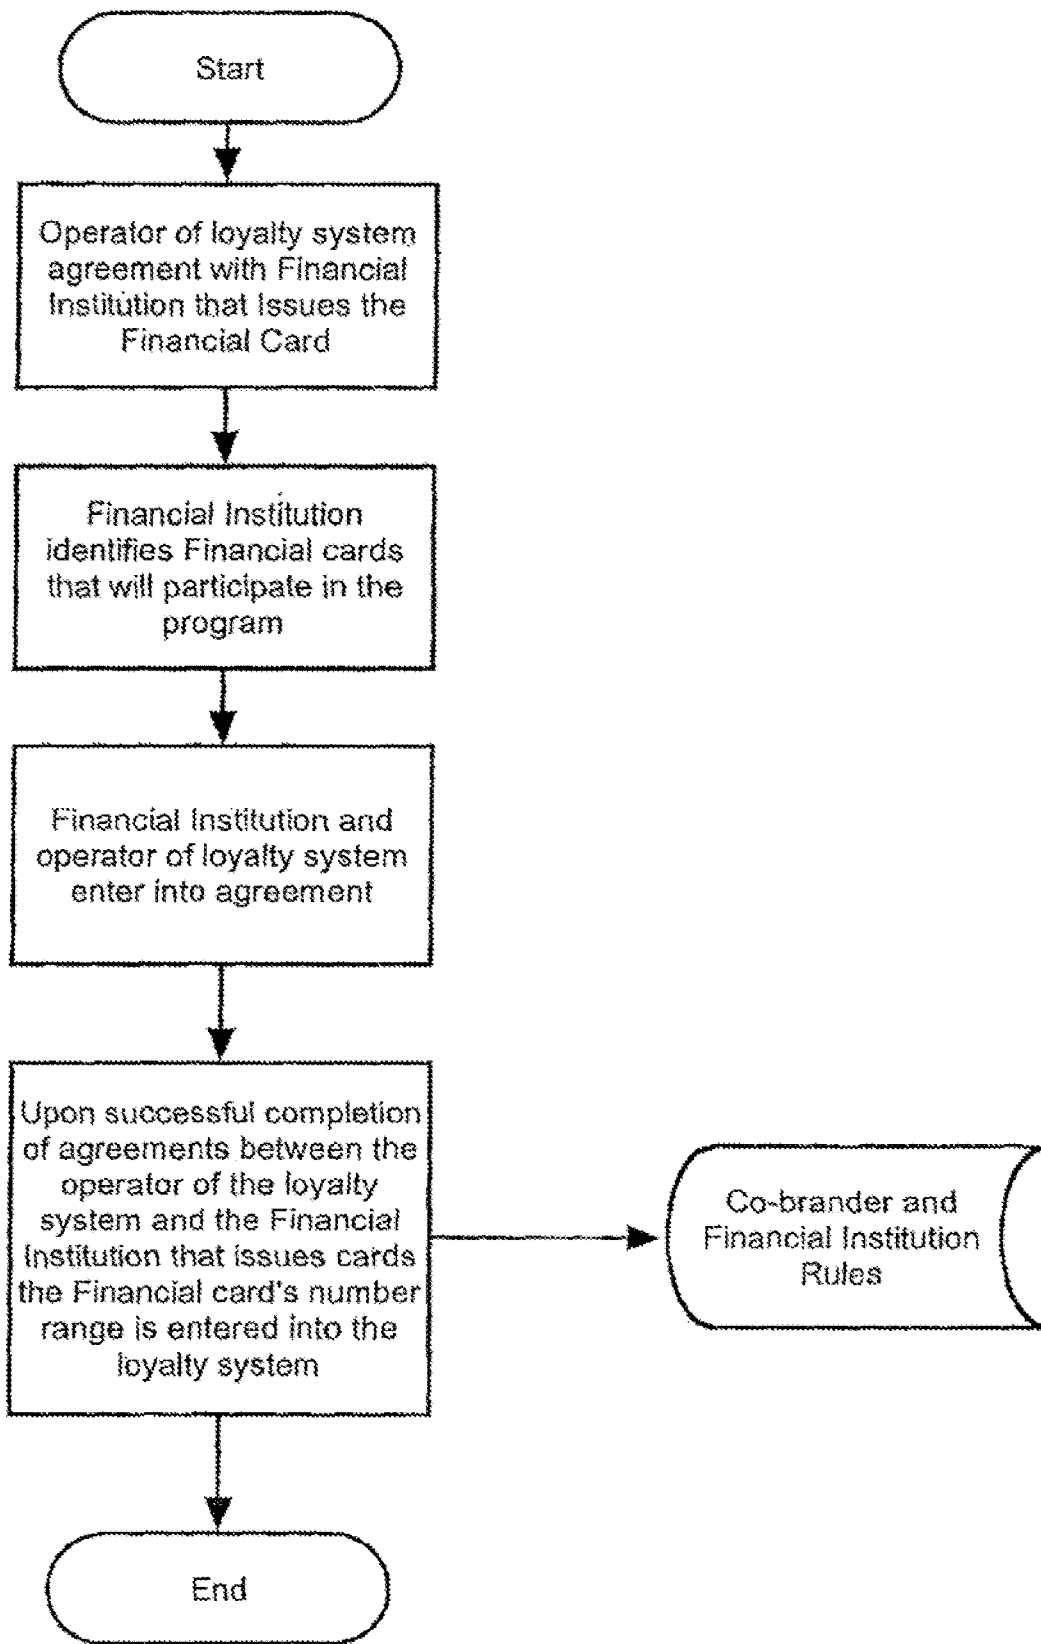 Start
Operator of loyalty system
agreement with Financial
Institution that Issues the
Financial Card
Financial Institution
identifies Financial cards
that will participate in the
program
Financial Institution and
operator of loyalty system
enter into agreement
Upon successful completion
of agreements between the
operator of the loyalty
system and the Financial
Institution that issues cards
the Financial card's number
range is entered into the
loyalty system
Co-brander and
Financial Institution
Rules
End